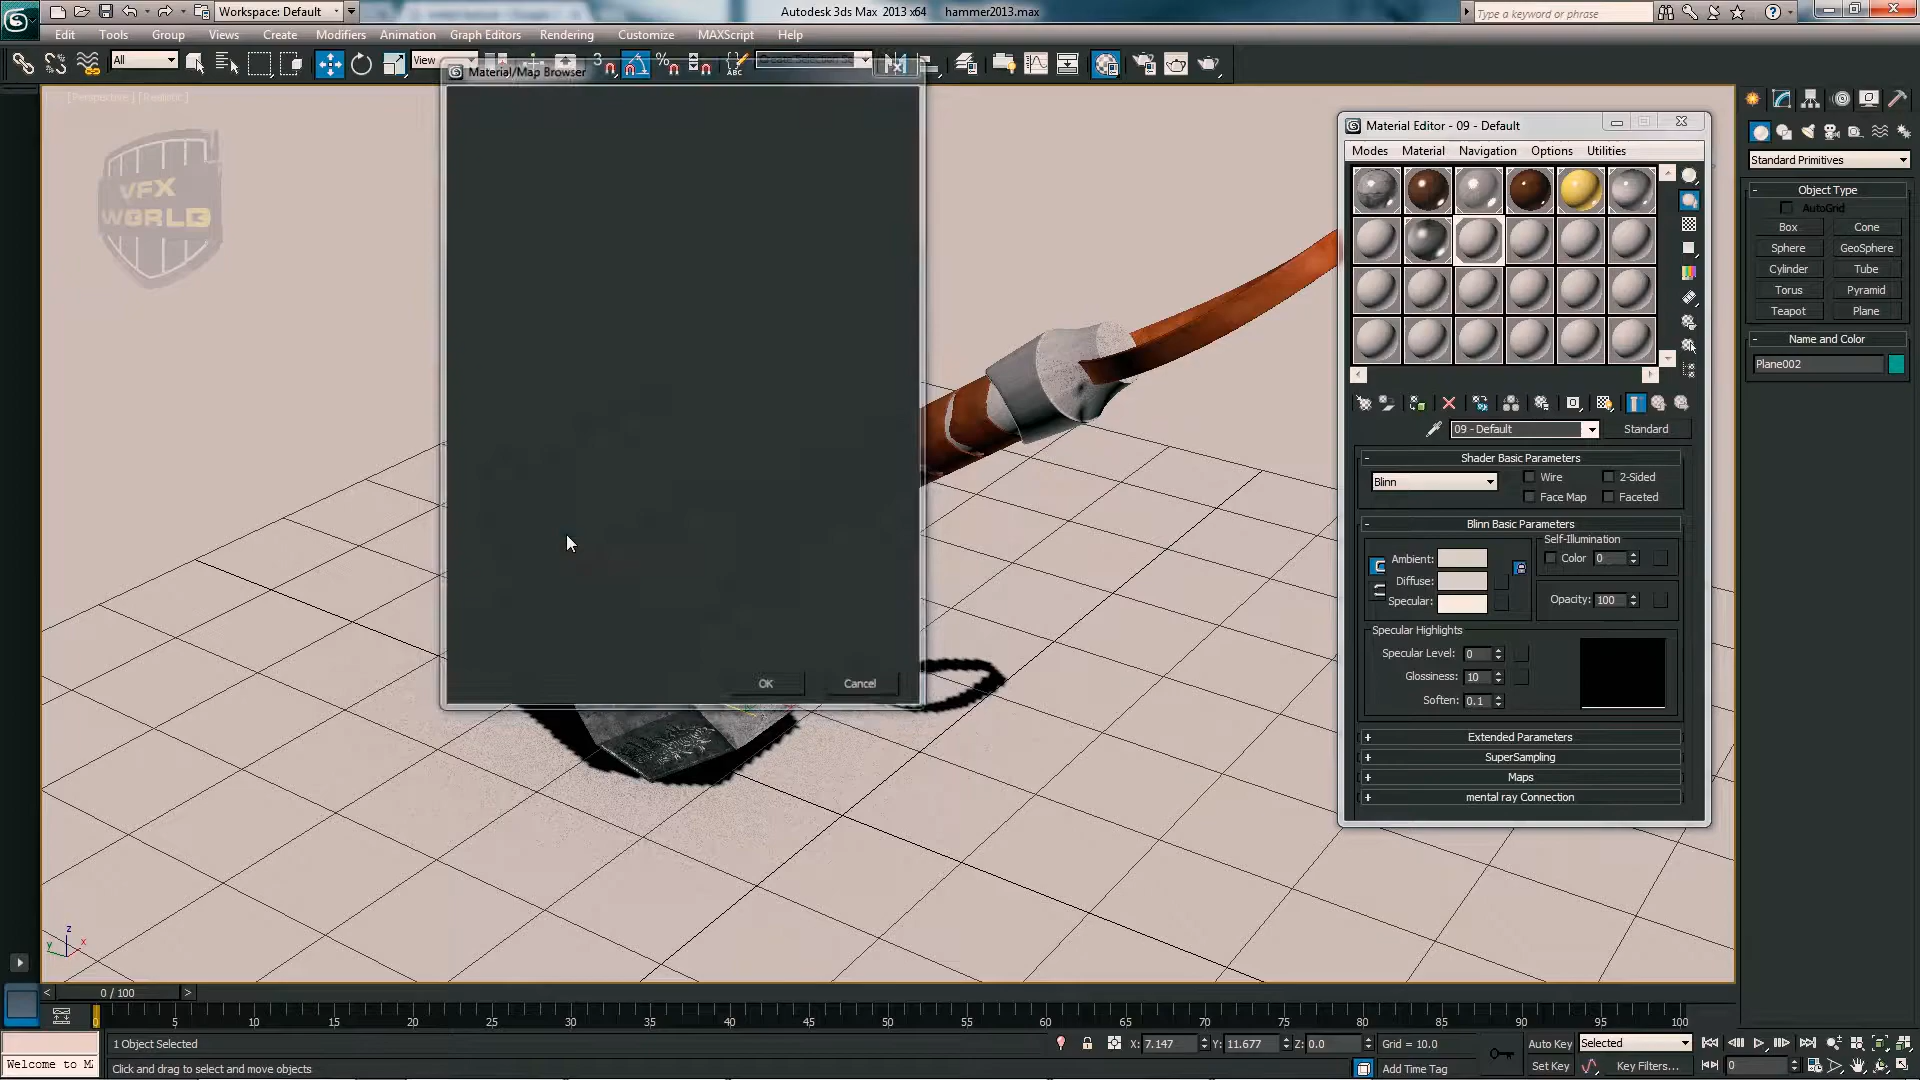 Workspace: Default
Autodesk 3ds Max 2013 x64 hammer2013.max
Type a keyword or phrase
Edit Tools Group Views Create Modifiers Animation Graph Editors Rendering Customize MAXScript Help
All
View
3
ABC
Material/Map Browser
[Perspective] [Realistic]
VFX
WORLD
OK Cancel
Material Editor - 09 - Default
Modes Material Navigation Options Utilities
09 - Default Standard
- Shader Basic Parameters
Blinn
Wire 2-Sided
Face Map Faceted
- Blinn Basic Parameters
Self-Illumination
Ambient: Color 0
Diffuse:
Specular: Opacity: 100
Specular Highlights
Specular Level: 0
Glossiness: 10
Soften: 0.1
+ Extended Parameters
+ SuperSampling
+ Maps
+ mental ray Connection
Standard Primitives
- Object Type
AutoGrid
Box Cone
Sphere GeoSphere
Cylinder Tube
Torus Pyramid
Teapot Plane
- Name and Color
Plane002
z
y x
< 0 / 100 >
0 5 10 15 20 25 30 35 40 45 50 55 60 65 70 75 80 85 90 95 100
1 Object Selected X: 7.147 Y: 11.677 Z: 0.0 Grid = 10.0 Auto Key Selected
Welcome to M
Click and drag to select and move objects Add Time Tag Set Key Key Filters... 0